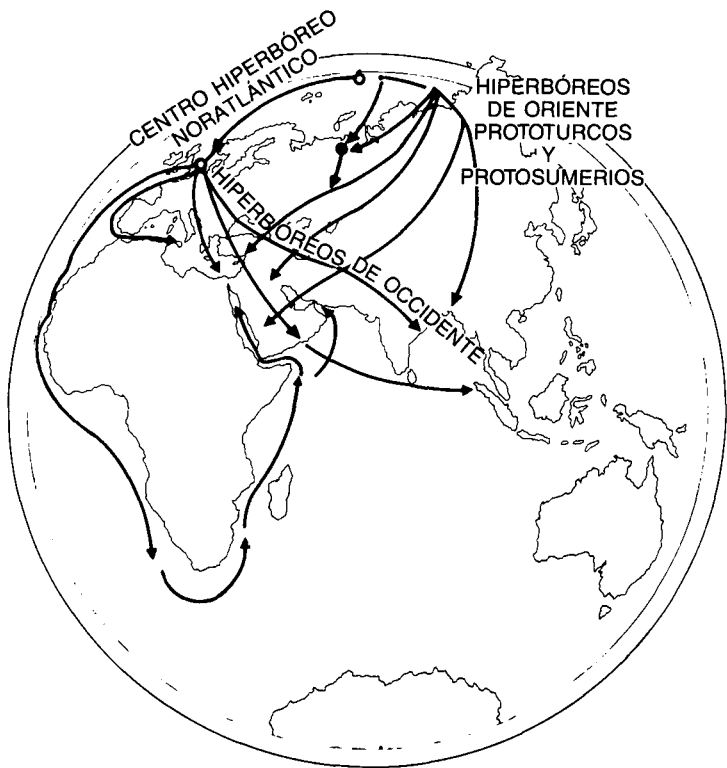 CENTRO HIPERBÓREO
NORATLÁNTICO
HIPERBÓREOS
DE ORIENTE
PROTOTURCOS
Y
PROTOSUMERIOS
HIPERBÓREOS DE OCCIDENTE